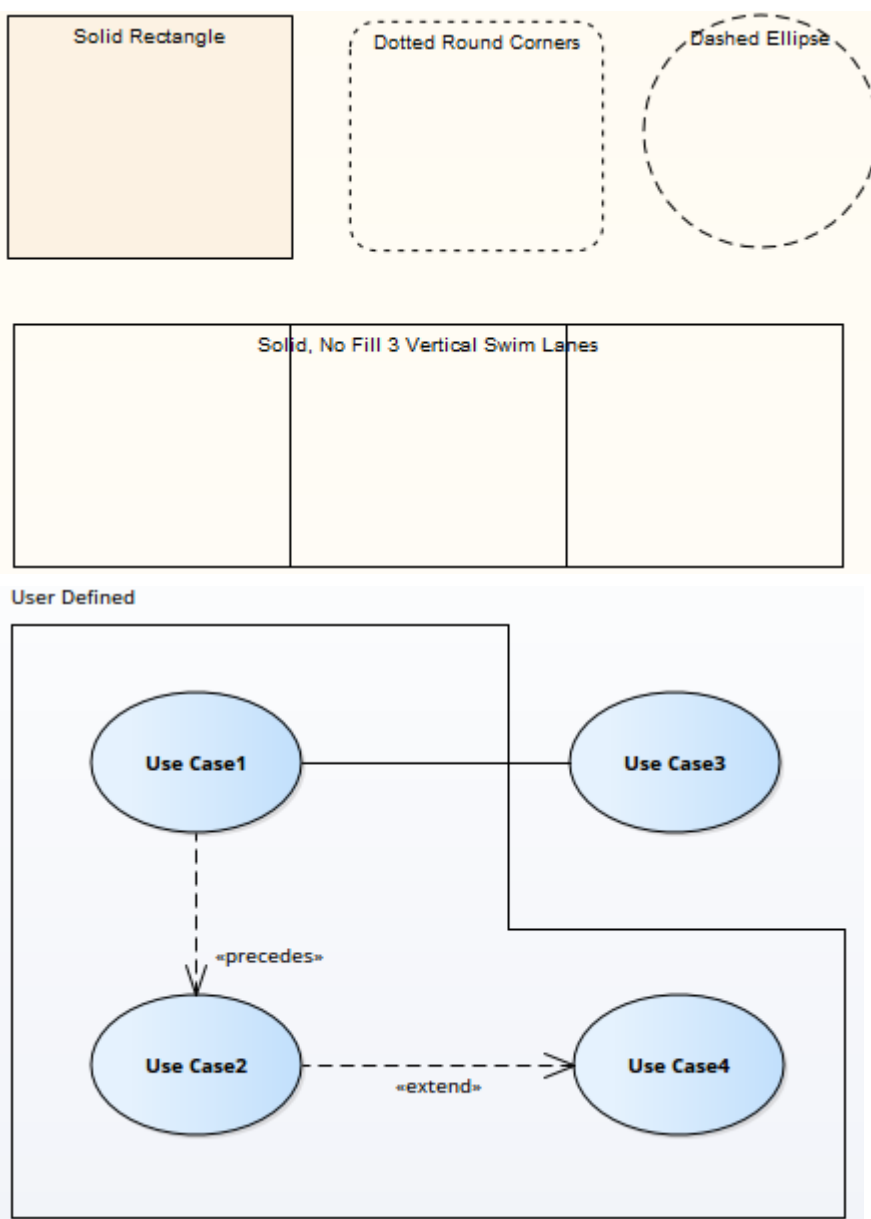 Solid Rectangle
Dotted Round Corners
Dashed Ellipse
Solid, No Fill 3 Vertical Swim Lanes
User Defined
Use Case1
Use Case3
«precedes»
Use Case2
Use Case4
«extend»